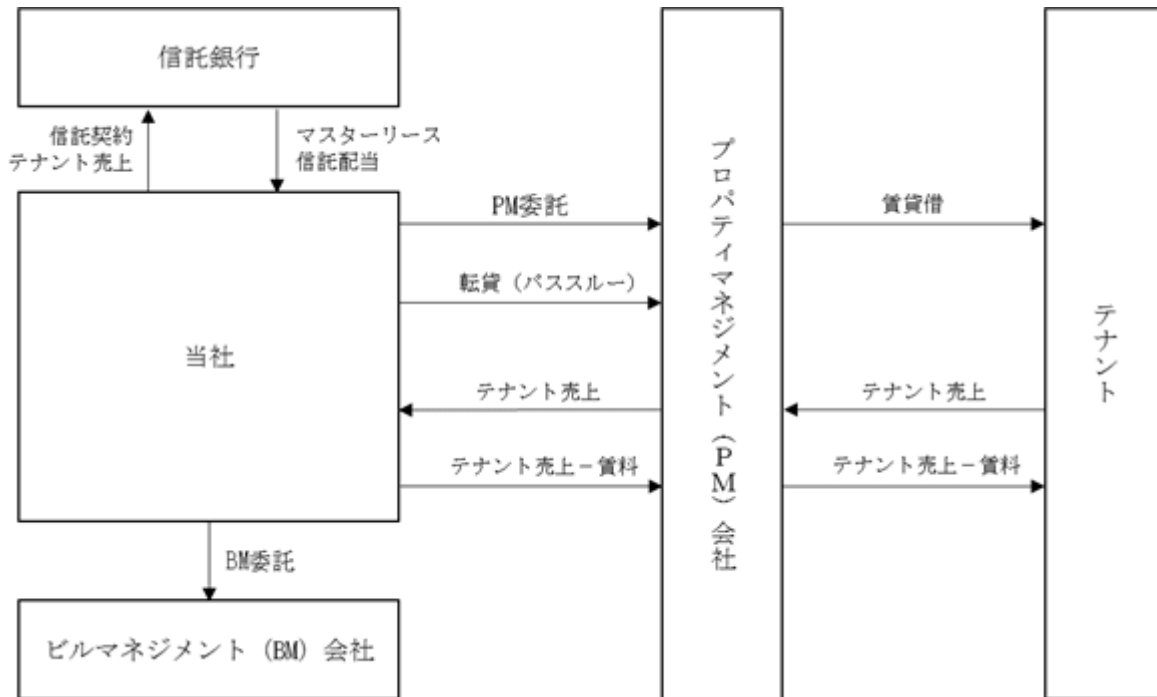 信託銀行
信託契約
テナント売上
マスターリース
信託配当
当社
PM委託
転貸（パススルー）
テナント売上
テナント売上－賃料
プロパティマネジメント（PM）会社
賃貸借
テナント売上
テナント売上－賃料
テナント
BM委託
ビルマネジメント（BM）会社